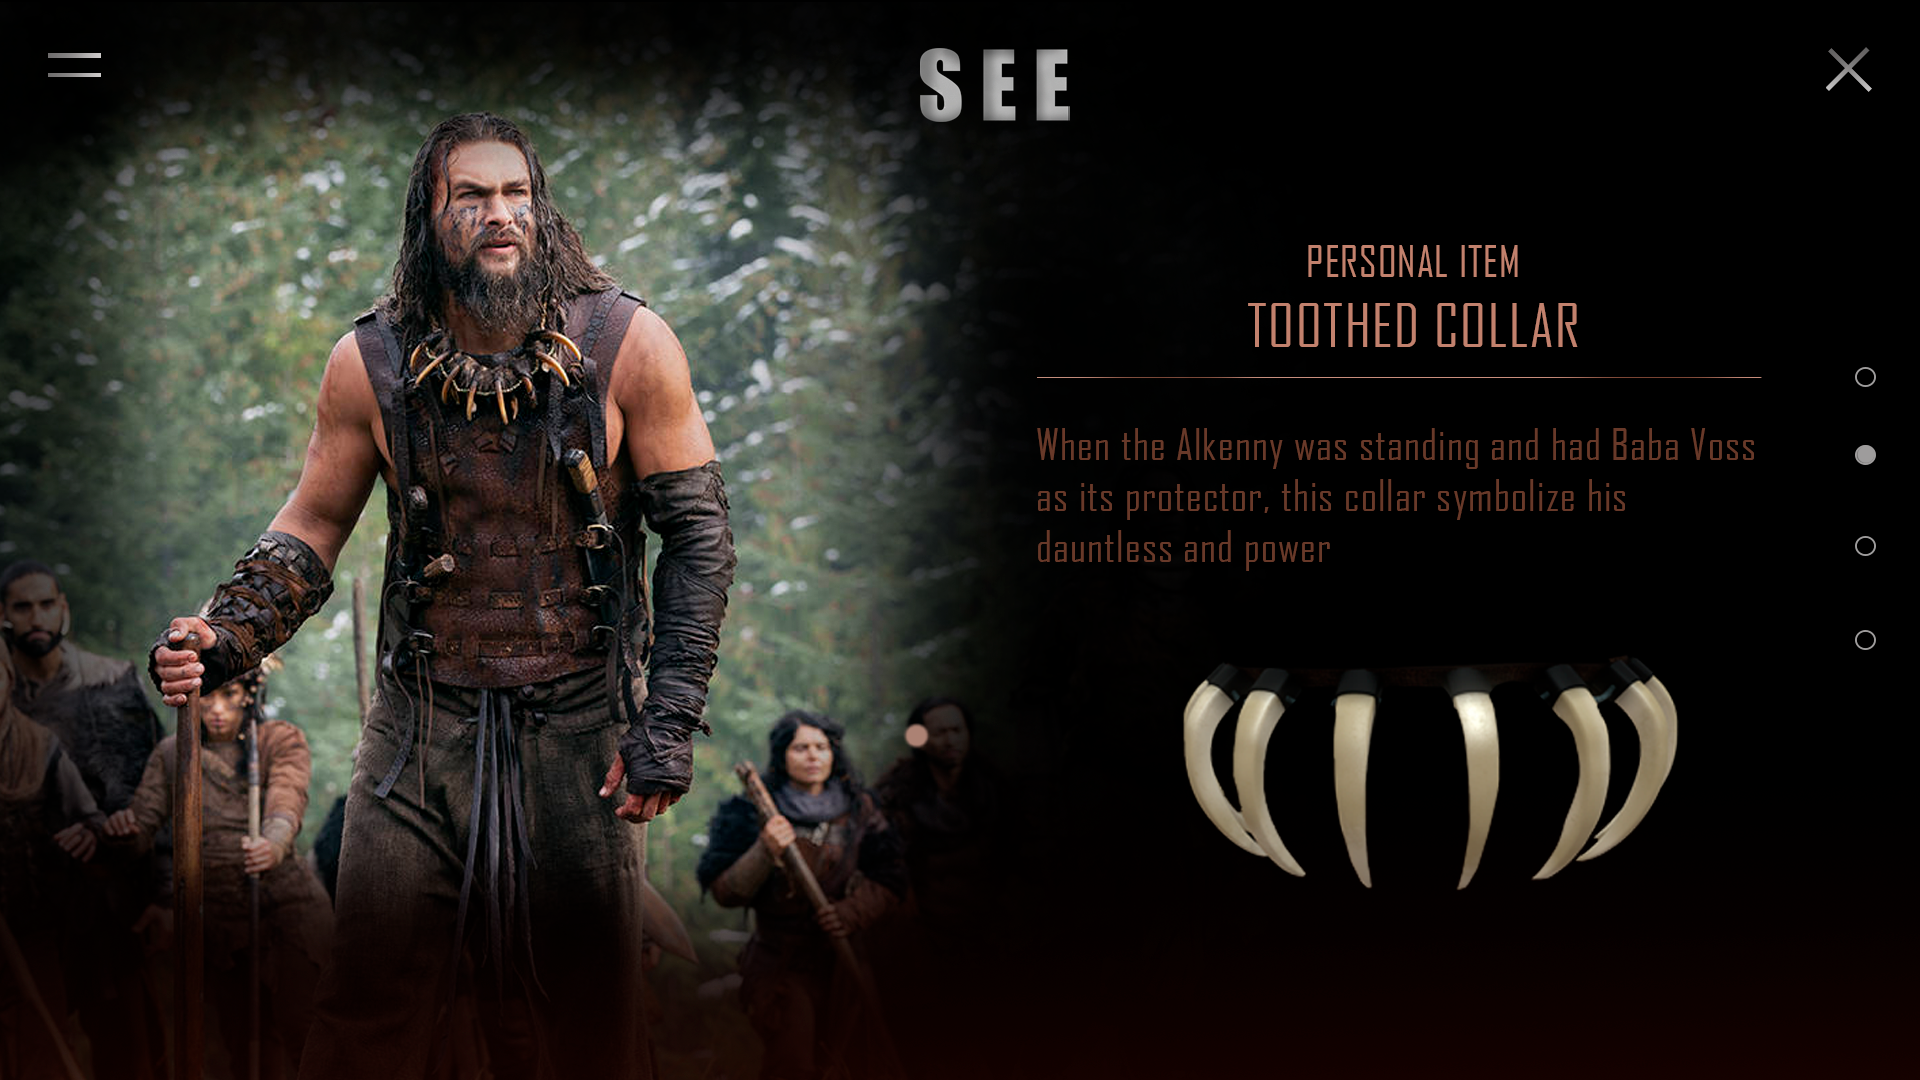 SEE
PERSONAL ITEM
TOOTHED COLLAR
When the Alkenny was standing and had Baba Voss
as its protector, this collar symbolize his
dauntless and power